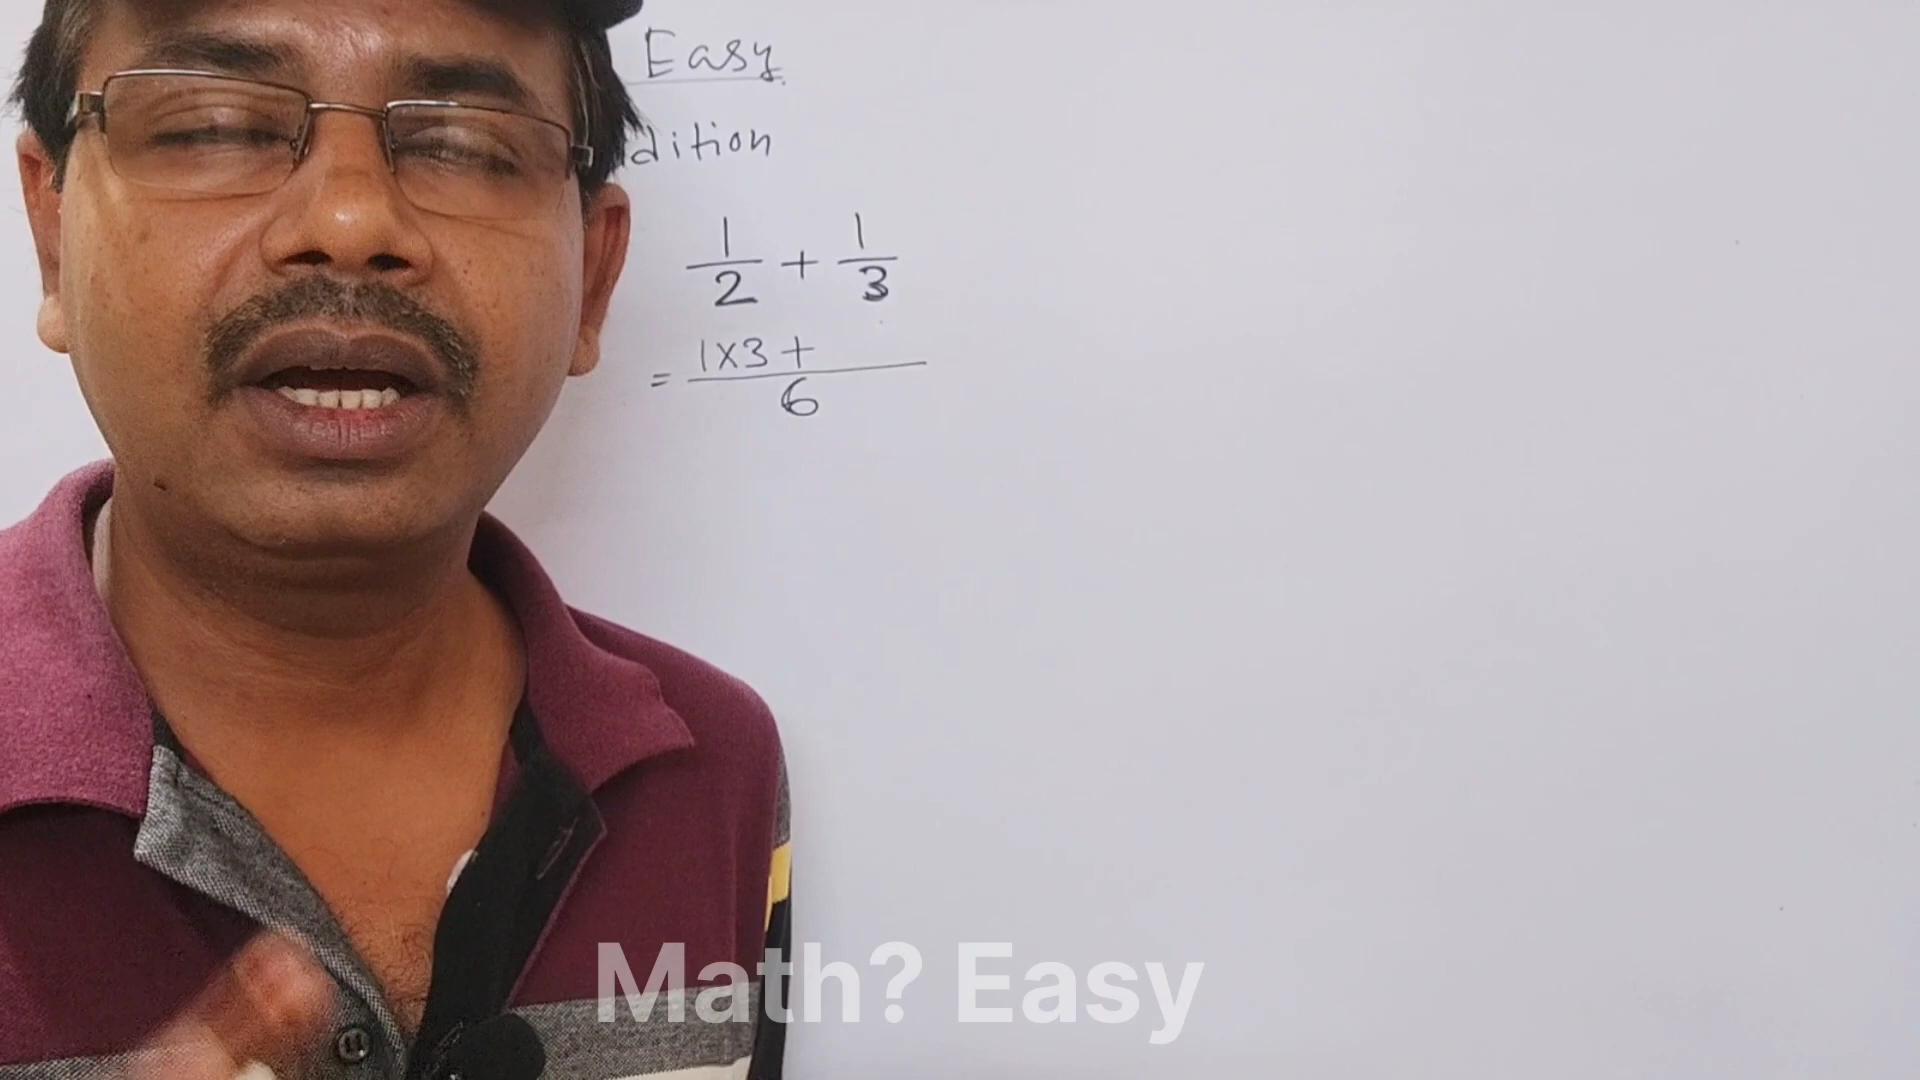 Easy
dition
1/2 + 1/3
= 1×3+ / 6
Math? Easy